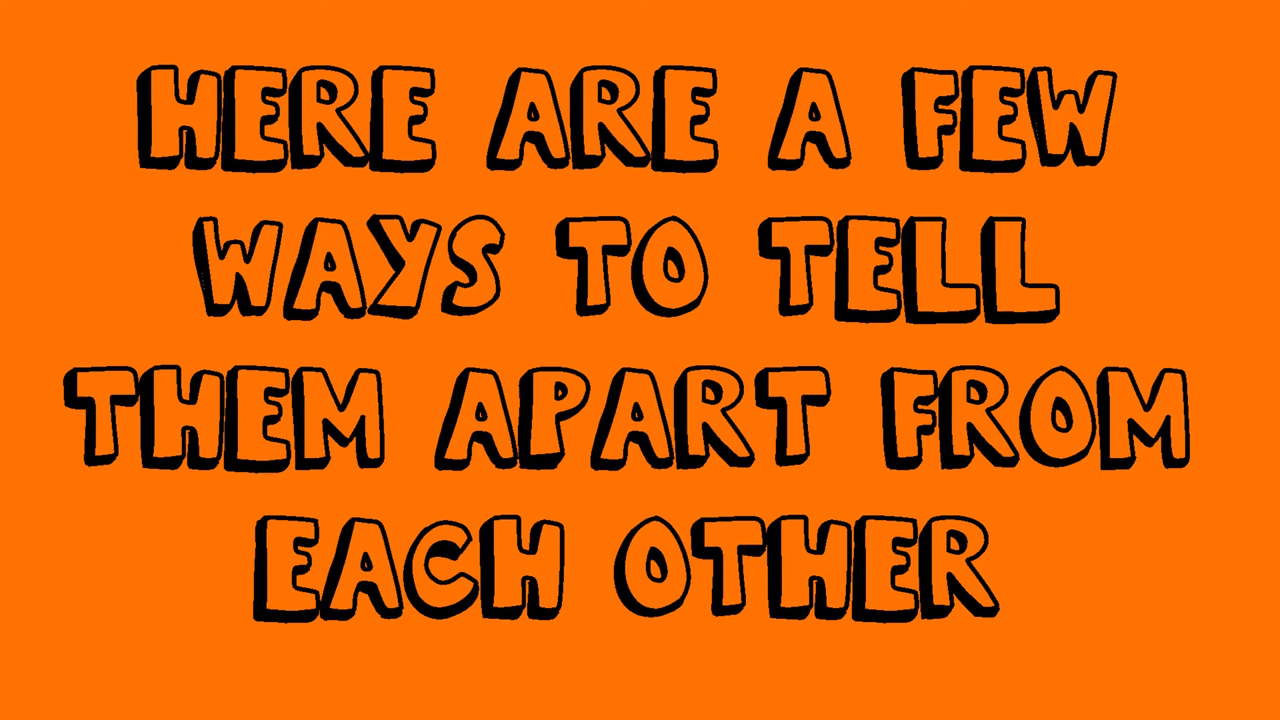 HERE ARE A FEW
WAYS TO TELL
THEM APART FROM
EACH OTHER